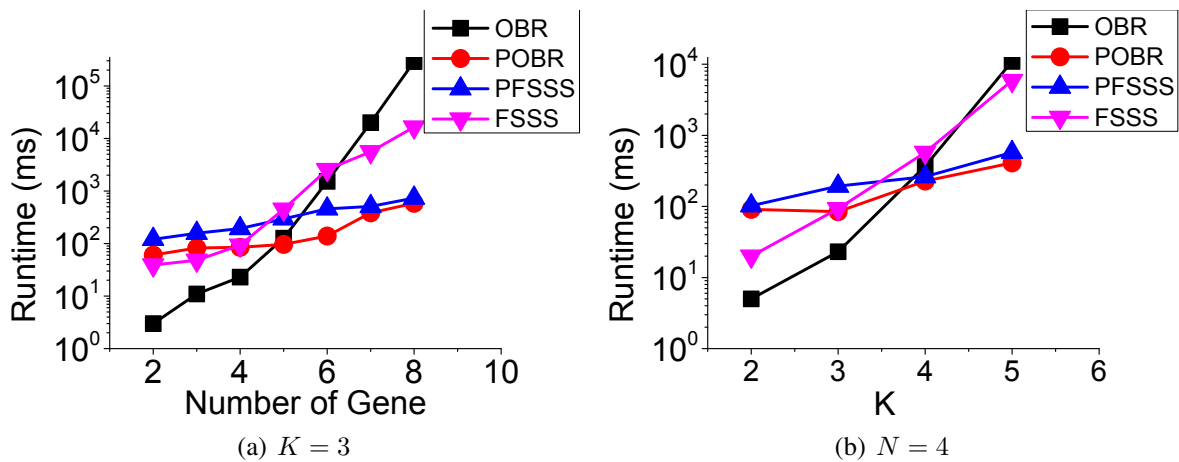 OBR
POBR
PFSSS
FSSS
10^5
10^4
10^3
10^2
10^1
10^0
Runtime (ms)
2 4 6 8 10
Number of Gene
(a) K = 3
OBR
POBR
PFSSS
FSSS
10^4
10^3
10^2
10^1
10^0
Runtime (ms)
2 3 4 5 6
K
(b) N = 4